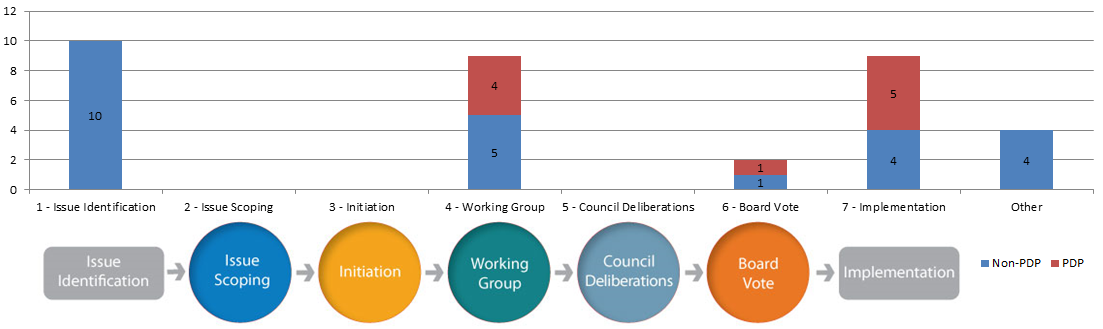 12
10
8
6
4
2
0
10
4
5
1
1
5
4
4
1 - Issue Identification
2 - Issue Scoping
3 - Initiation
4 - Working Group
5 - Council Deliberations
6 - Board Vote
7 - Implementation
Other
Issue
Identification
Issue
Scoping
Initiation
Working
Group
Council
Deliberations
Board
Vote
Implementation
Non-PDP
PDP